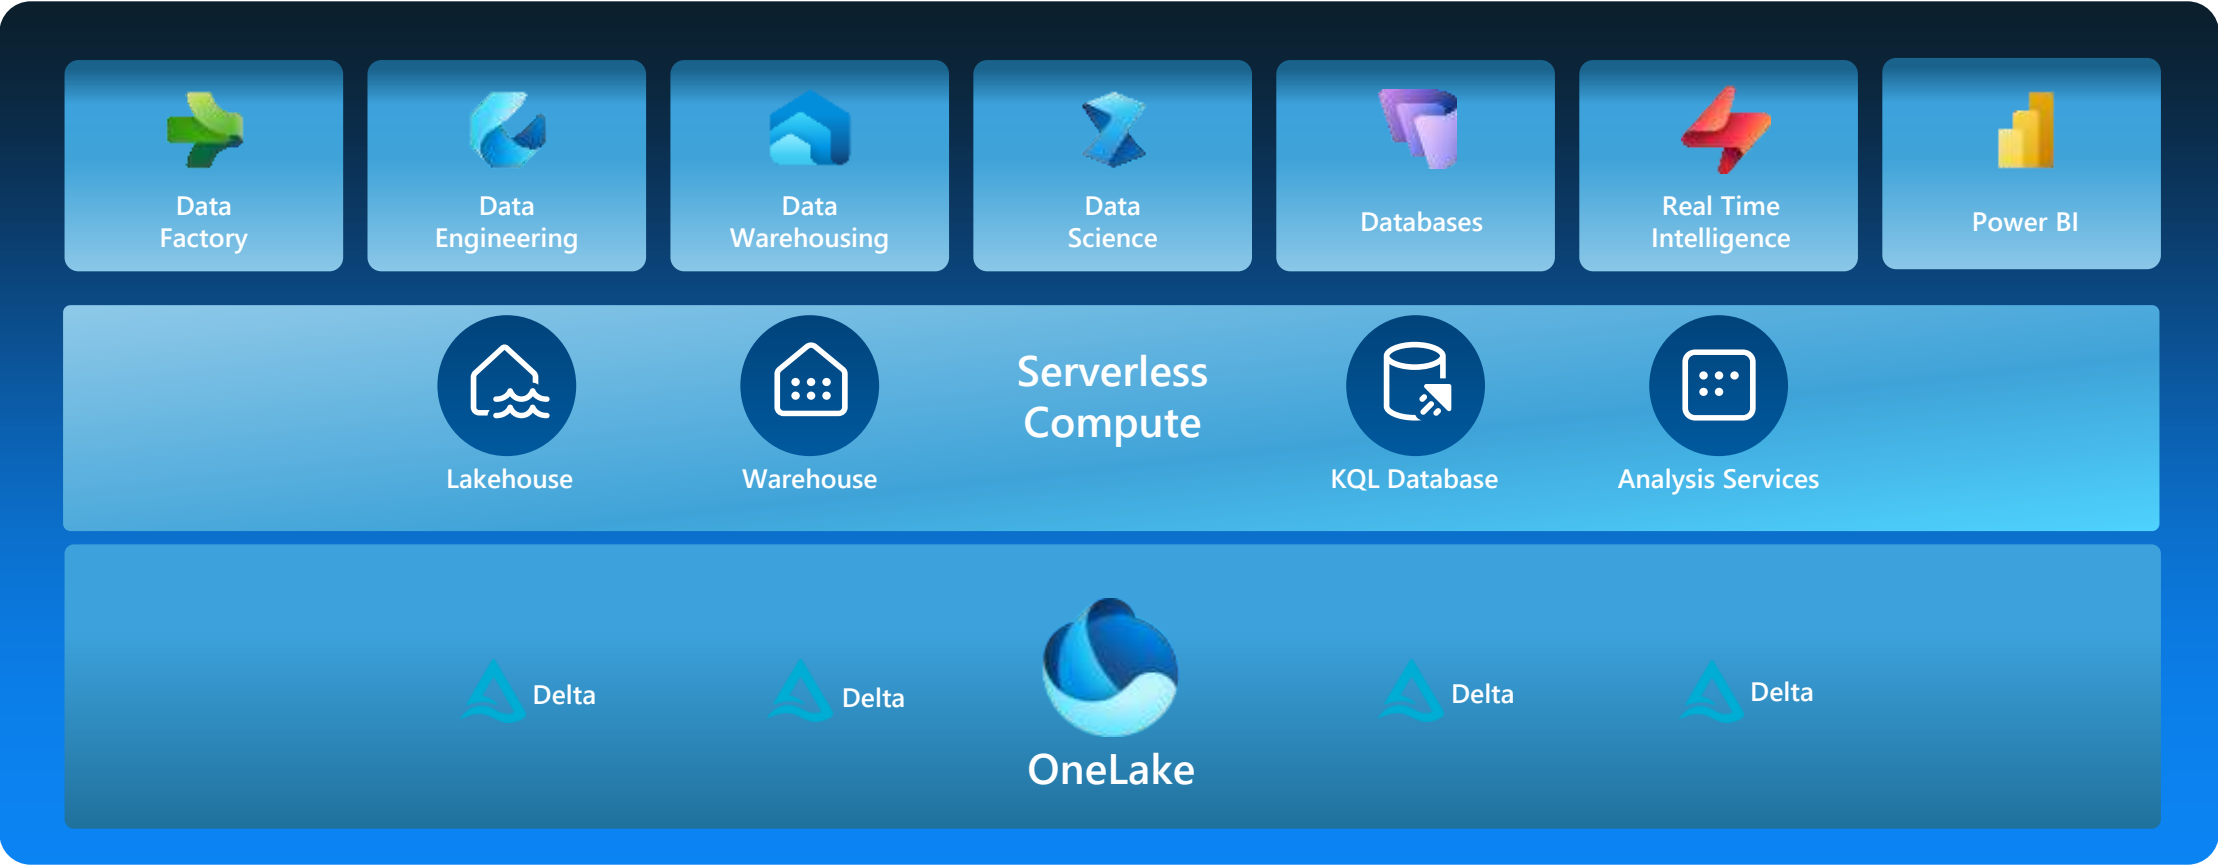 Data
Factory
Data
Engineering
Data
Warehousing
Data
Science
Databases
Real Time
Intelligence
Power BI
Lakehouse
Warehouse
Serverless
Compute
KQL Database
Analysis Services
Delta
Delta
OneLake
Delta
Delta